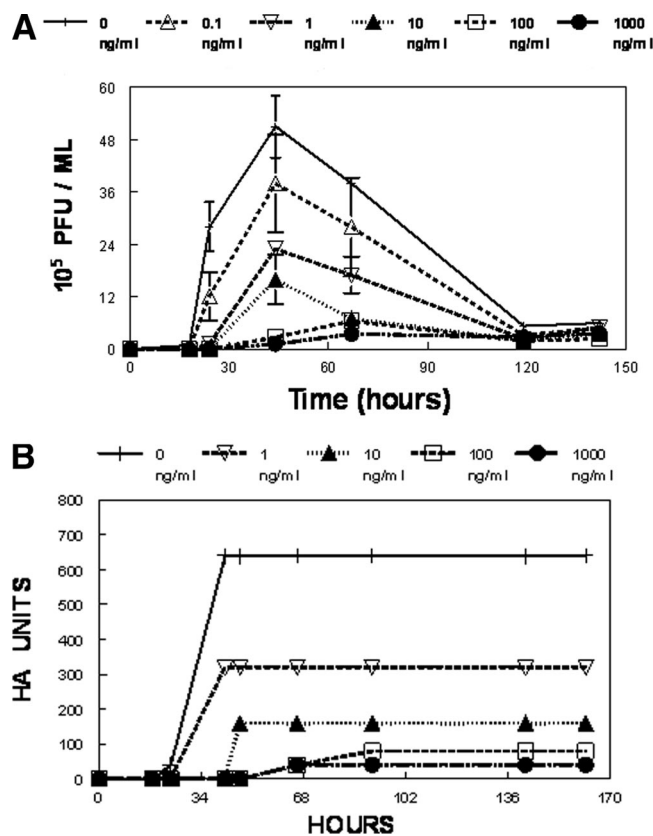 A
0 0.1 1 10 100 1000
ng/ml ng/ml ng/ml ng/ml ng/ml ng/ml
60
48
36
24
12
0
10⁵ PFU / ML
0 30 60 90 120 150
Time (hours)
B
0 1 10 100 1000
ng/ml ng/ml ng/ml ng/ml ng/ml
800
700
600
500
400
300
200
100
0
HA UNITS
0 34 68 102 136 170
HOURS